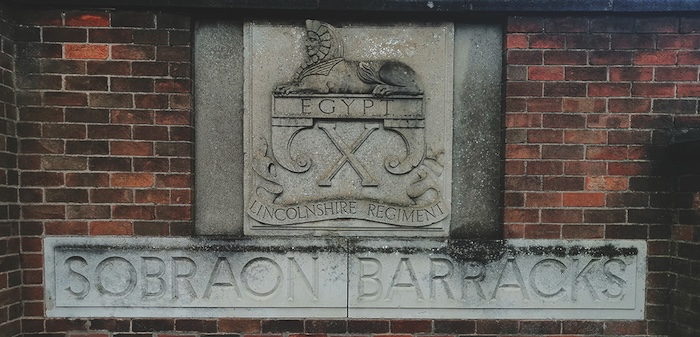 EGYPT
X
LINCOLNSHIRE REGIMENT
SOBRAON BARRACKS